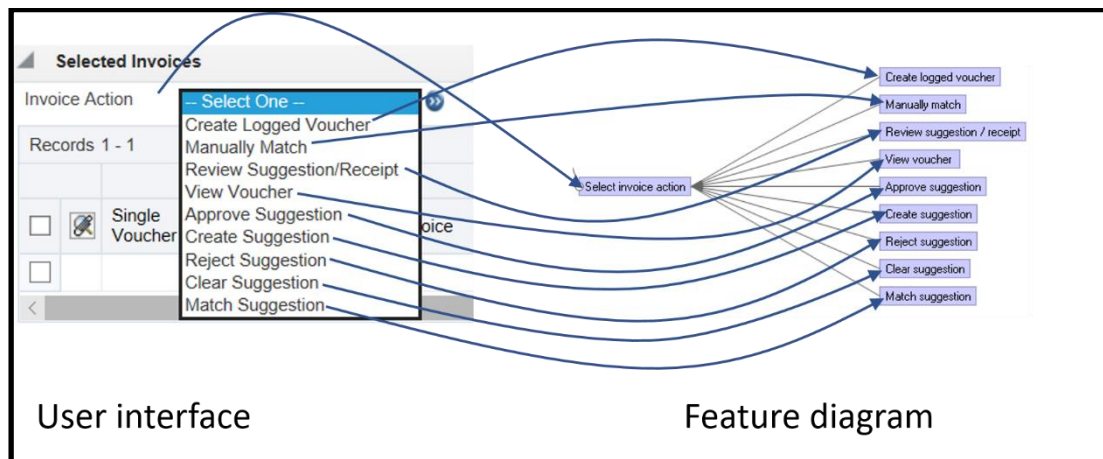 Selected Invoices
Invoice Action
-- Select One --
Create Logged Voucher
Manually Match
Review Suggestion/Receipt
View Voucher
Approve Suggestion
Create Suggestion
Reject Suggestion
Clear Suggestion
Match Suggestion
Records 1 - 1
Single
Voucher
oice
Select invoice action
Create logged voucher
Manually match
Review suggestion / receipt
View voucher
Approve suggestion
Create suggestion
Reject suggestion
Clear suggestion
Match suggestion
User interface
Feature diagram